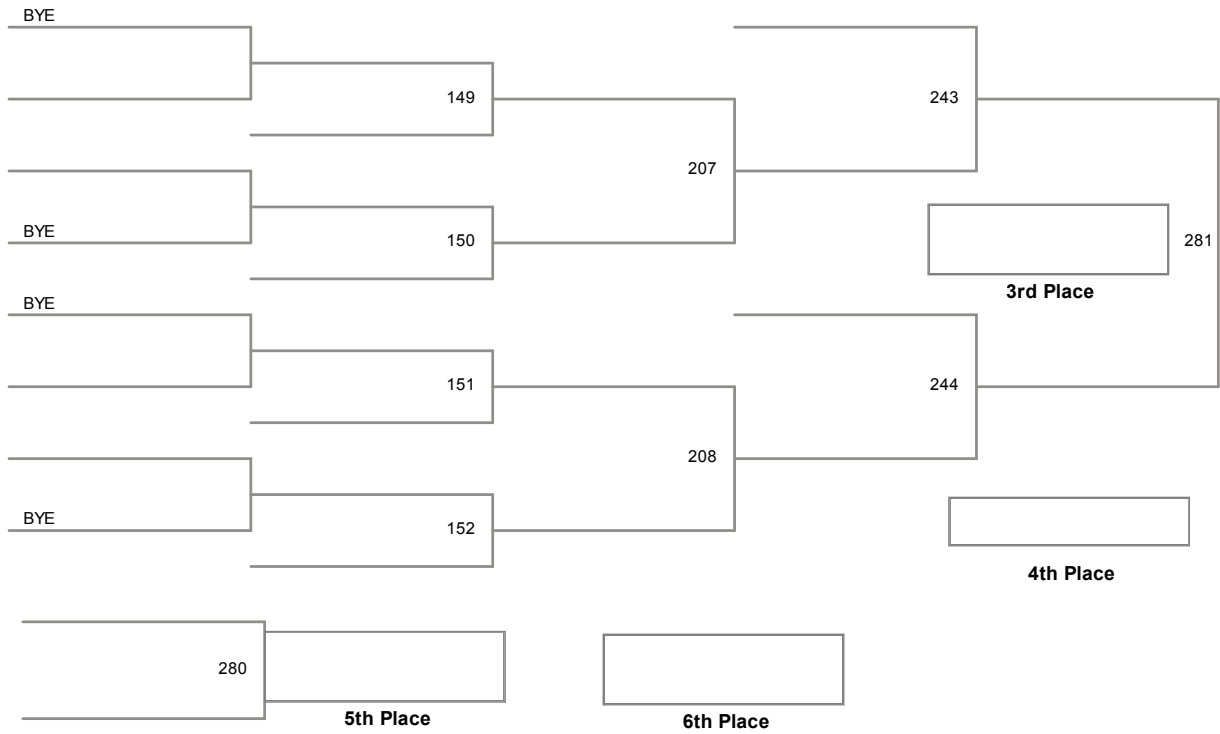 BYE
149
243
207
BYE
150
281
3rd Place
BYE
151
244
208
BYE
152
4th Place
280
5th Place
6th Place